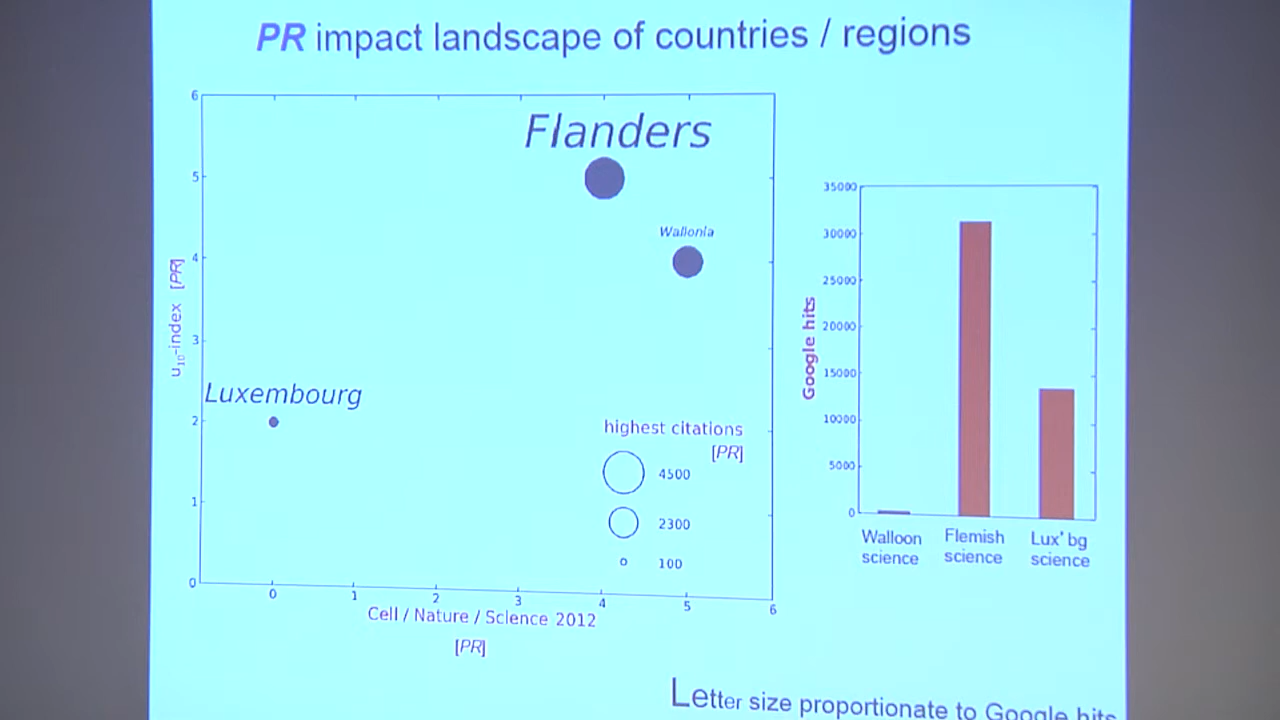 PR impact landscape of countries / regions
6
5
4
3
2
1
0
u10-index [PR]
Flanders
Wallonia
Luxembourg
highest citations
[PR]
4500
2300
100
0 1 2 3 4 5 6
Cell / Nature / Science 2012
[PR]
35000
30000
25000
20000
15000
10000
5000
0
Google hits
Walloon science
Flemish science
Lux'bg science
Letter size proportionate to Google hits